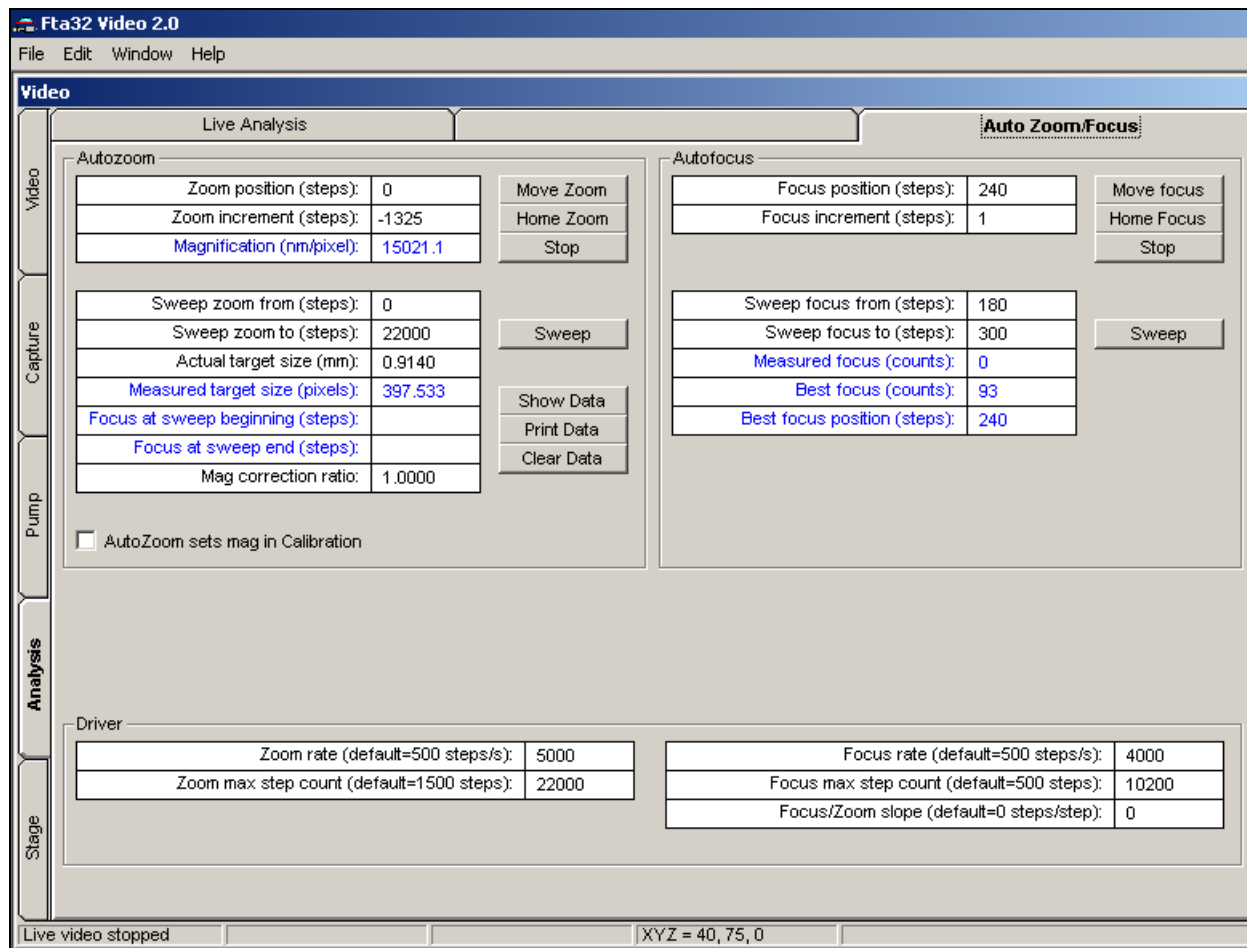 Fta32 Video 2.0
File Edit Window Help
Video
Live Analysis Auto Zoom/Focus
Video
Capture
Pump
Analysis
Stage
Autozoom
Zoom position (steps): 0 Move Zoom
Zoom increment (steps): -1325 Home Zoom
Magnification (nm/pixel): 15021.1 Stop
Sweep zoom from (steps): 0
Sweep zoom to (steps): 22000 Sweep
Actual target size (mm): 0.9140
Measured target size (pixels): 397.533
Show Data
Focus at sweep beginning (steps):
Print Data
Focus at sweep end (steps):
Clear Data
Mag correction ratio: 1.0000
AutoZoom sets mag in Calibration
Autofocus
Focus position (steps): 240 Move focus
Focus increment (steps): 1 Home Focus
Stop
Sweep focus from (steps): 180
Sweep focus to (steps): 300 Sweep
Measured focus (counts): 0
Best focus (counts): 93
Best focus position (steps): 240
Driver
Zoom rate (default=500 steps/s): 5000
Zoom max step count (default=1500 steps): 22000
Focus rate (default=500 steps/s): 4000
Focus max step count (default=500 steps): 10200
Focus/Zoom slope (default=0 steps/step): 0
Live video stopped XYZ = 40, 75, 0